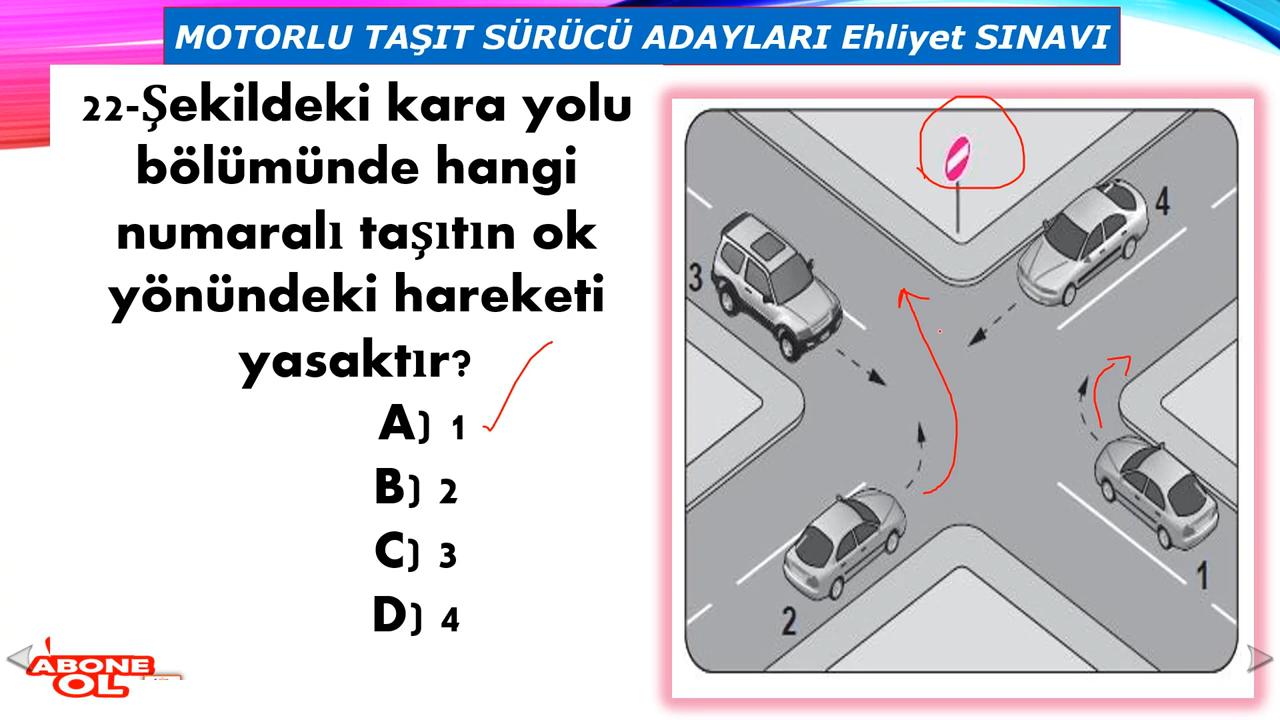 MOTORLU TAŞIT SÜRÜCÜ ADAYLARI Ehliyet SINAVI
22-Şekildeki kara yolu
bölümünde hangi
numaralı taşıtın ok
yönündeki hareketi
yasaktır?
A) 1
B) 2
C) 3
D) 4
3
4
2
1
ABONE
OL